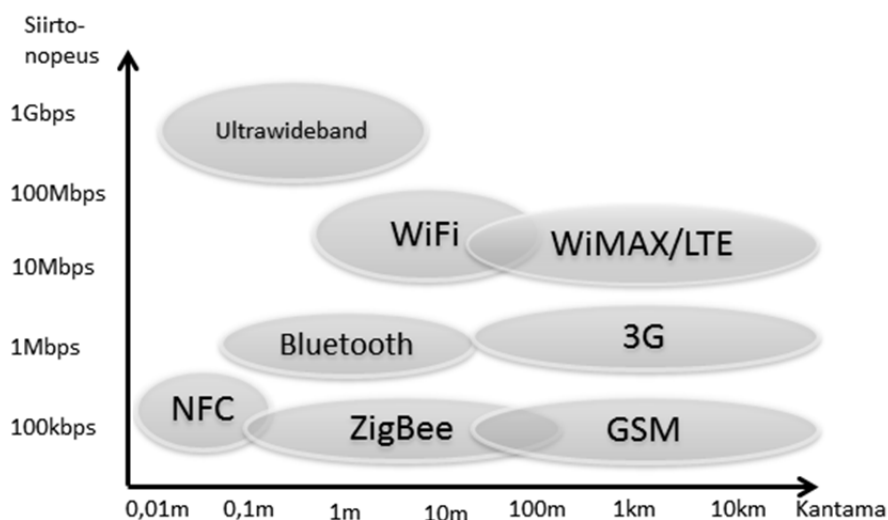 Siirto-
nopeus
1Gbps
Ultrawideband
100Mbps
WiFi
WiMAX/LTE
10Mbps
1Mbps
Bluetooth
3G
NFC
100kbps
ZigBee
GSM
0,01m 0,1m 1m 10m 100m 1km 10km Kantama